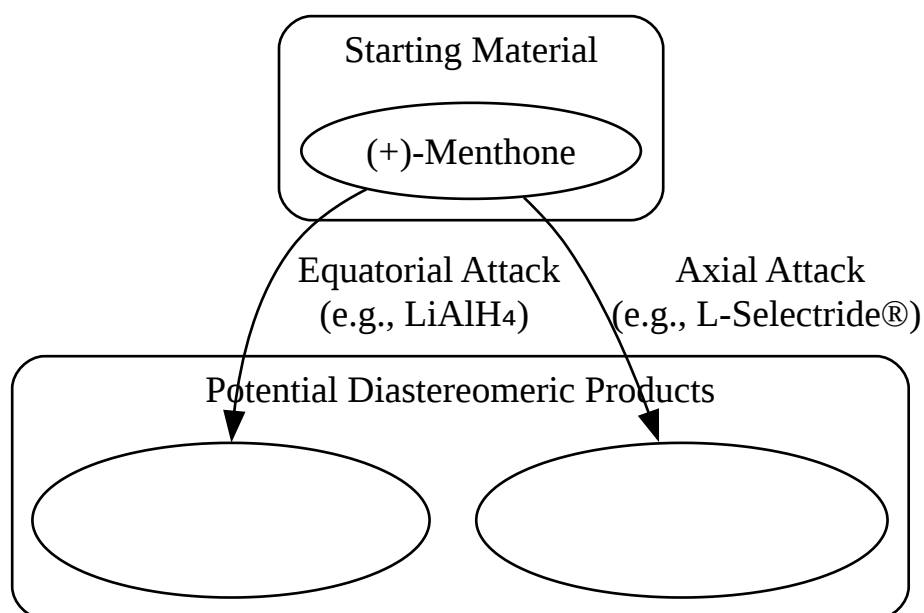 Starting Material
(+)-Menthone
Equatorial Attack
(e.g., LiAlH₄)
Axial Attack
(e.g., L-Selectride®)
Potential Diastereomeric Products